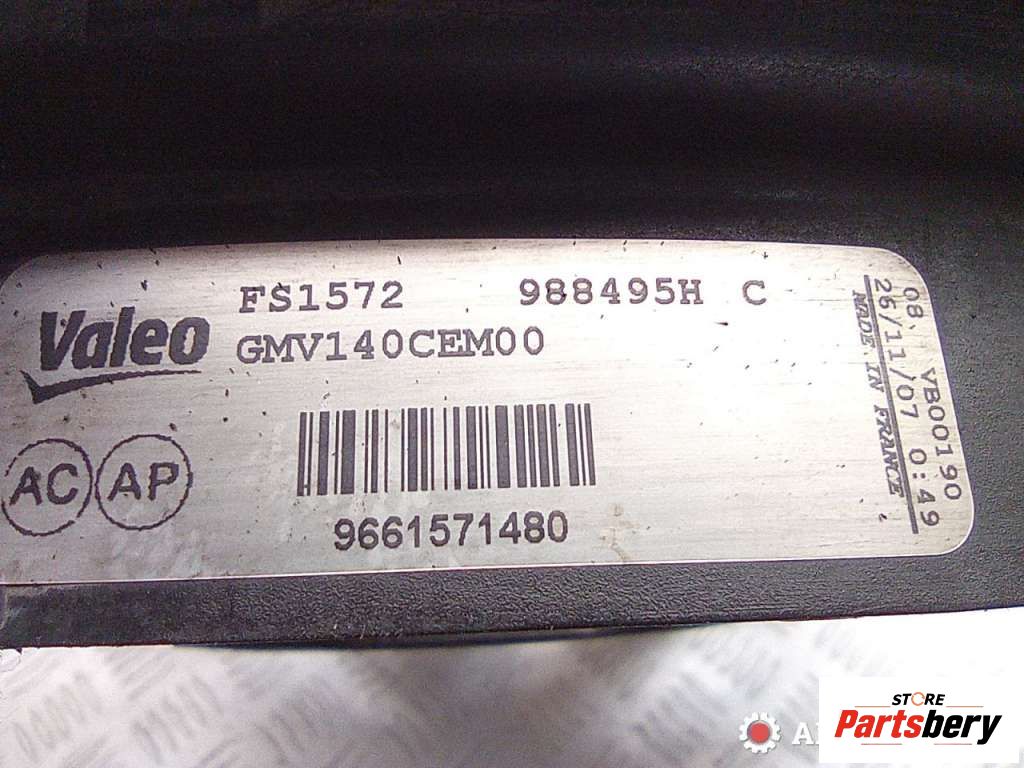 Valeo
FS1572 988495H C
GMV140CEM00
AC AP
9661571480
08 VB00190
26/11/07 0:49
MADE IN FRANCE
STORE
Partsbery